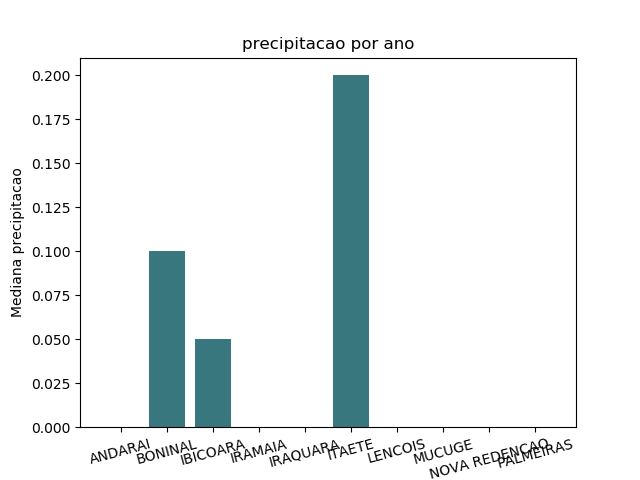 precipitacao por ano
Mediana precipitacao
0.200
0.175
0.150
0.125
0.100
0.075
0.050
0.025
0.000
ANDARAI
BONINAL
IBICOARA
IRAMAIA
IRAQUARA
ITAETE
LENCOIS
MUCUGE
NOVA REDENCAO
PALMEIRAS